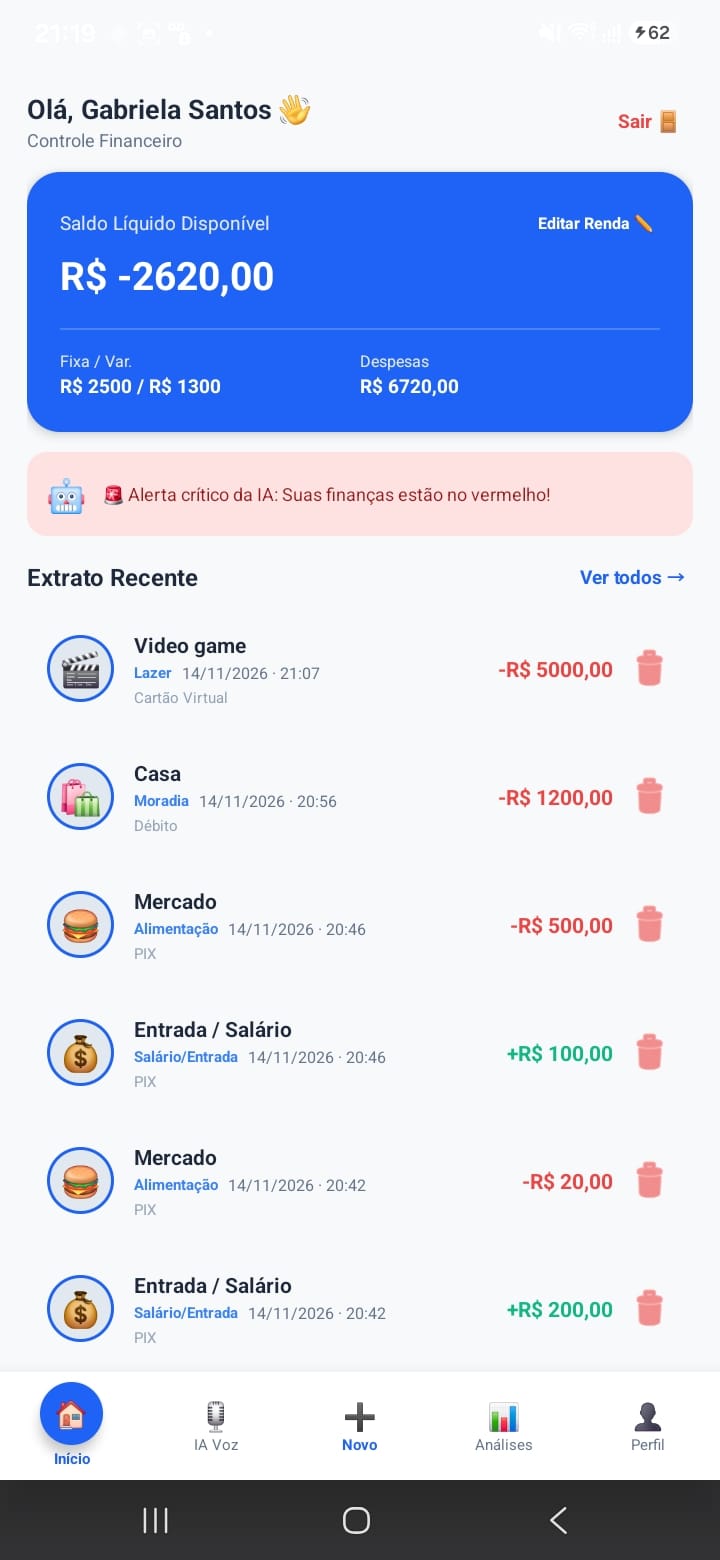 21:19
62
Olá, Gabriela Santos 👋
Controle Financeiro
Sair 🚪
Saldo Líquido Disponível
Editar Renda ✏️
R$ -2620,00
Fixa / Var.
R$ 2500 / R$ 1300
Despesas
R$ 6720,00
🚨 Alerta crítico da IA: Suas finanças estão no vermelho!
Extrato Recente
Ver todos →
Video game
Lazer 14/11/2026 · 21:07
Cartão Virtual
-R$ 5000,00
Casa
Moradia 14/11/2026 · 20:56
Débito
-R$ 1200,00
Mercado
Alimentação 14/11/2026 · 20:46
PIX
-R$ 500,00
Entrada / Salário
Salário/Entrada 14/11/2026 · 20:46
PIX
+R$ 100,00
Mercado
Alimentação 14/11/2026 · 20:42
PIX
-R$ 20,00
Entrada / Salário
Salário/Entrada 14/11/2026 · 20:42
PIX
+R$ 200,00
Início
IA Voz
Novo
Análises
Perfil